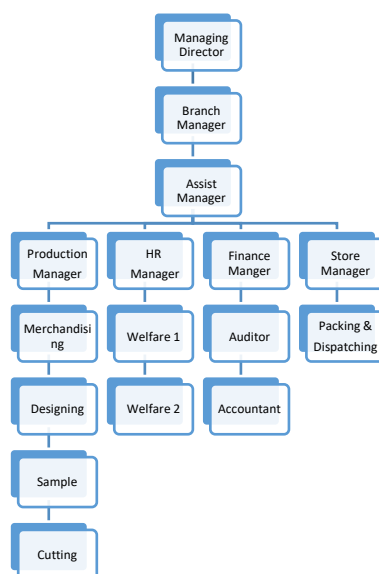 Managing
Director
Branch
Manager
Assist
Manager
Production
Manager
HR
Manager
Finance
Manger
Store
Manager
Merchandisi
ng
Welfare 1
Auditor
Packing &
Dispatching
Designing
Welfare 2
Accountant
Sample
Cutting